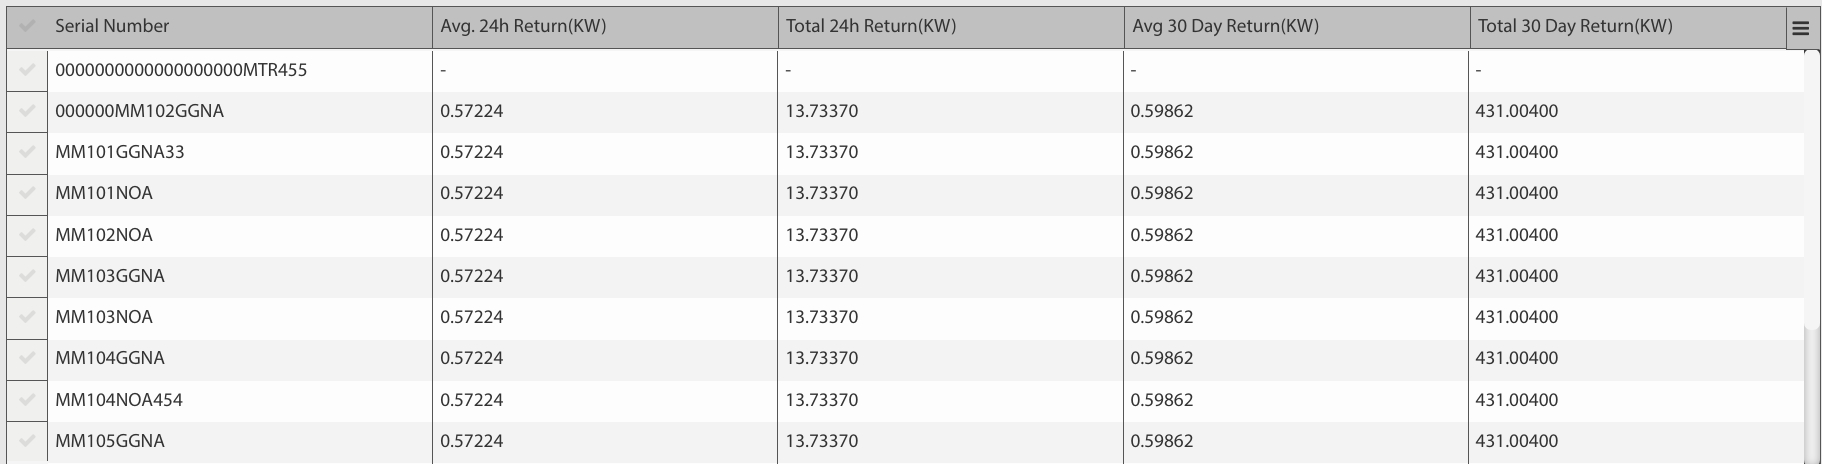 Serial Number Avg. 24h Return(KW) Total 24h Return(KW) Avg 30 Day Return(KW) Total 30 Day Return(KW)
0000000000000000000MTR455 - - - -
000000MM102GGNA 0.57224 13.73370 0.59862 431.00400
MM101GGNA33 0.57224 13.73370 0.59862 431.00400
MM101NOA 0.57224 13.73370 0.59862 431.00400
MM102NOA 0.57224 13.73370 0.59862 431.00400
MM103GGNA 0.57224 13.73370 0.59862 431.00400
MM103NOA 0.57224 13.73370 0.59862 431.00400
MM104GGNA 0.57224 13.73370 0.59862 431.00400
MM104NOA454 0.57224 13.73370 0.59862 431.00400
MM105GGNA 0.57224 13.73370 0.59862 431.00400